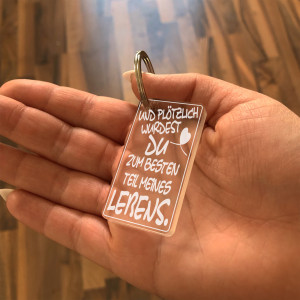 UND PLÖTZLICH
WURDEST
DU
ZUM BESTEN
TEIL MEINES
LEBENS.